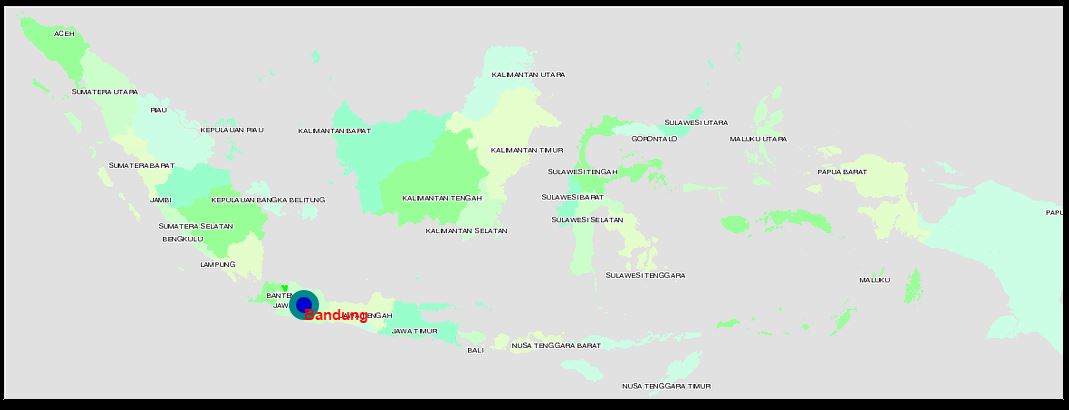 ACEH
SUMATERA UTARA
KALIMANTAN UTARA
RIAU
KEPULAUAN RIAU
KALIMANTAN BARAT
SULAWESI UTARA
GORONTALO
MALUKU UTARA
KALIMANTAN TIMUR
SUMATERA BARAT
SULAWESI TENGAH
PAPUA BARAT
JAMBI
KEPULAUAN BANGKA BELITUNG
KALIMANTAN TENGAH
SULAWESI BARAT
PAPU
SULAWESI SELATAN
SUMATERA SELATAN
KALIMANTAN SELATAN
BENGKULU
LAMPUNG
SULAWESI TENGGARA
MALUKU
BANTEN
JAW
Bandung
TENGAH
JAWA TIMUR
BALI
NUSA TENGGARA BARAT
NUSA TENGGARA TIMUR